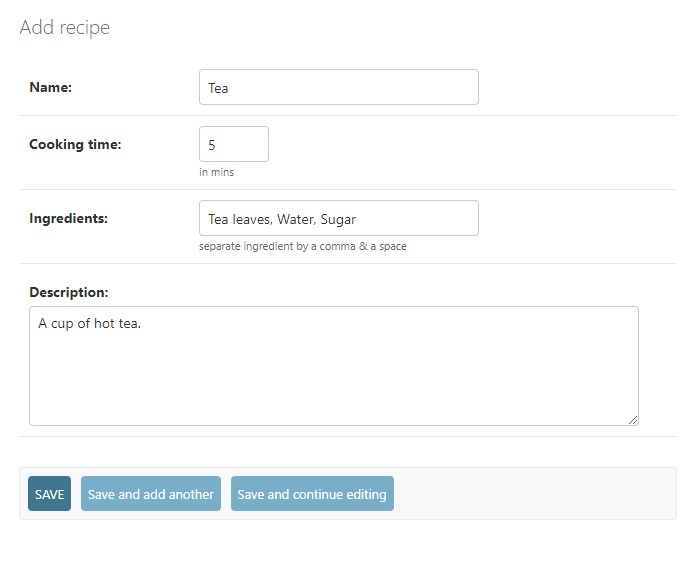 Add recipe
Name:
Tea
Cooking time:
5
in mins
Ingredients:
Tea leaves, Water, Sugar
separate ingredient by a comma & a space
Description:
A cup of hot tea.
SAVE Save and add another Save and continue editing